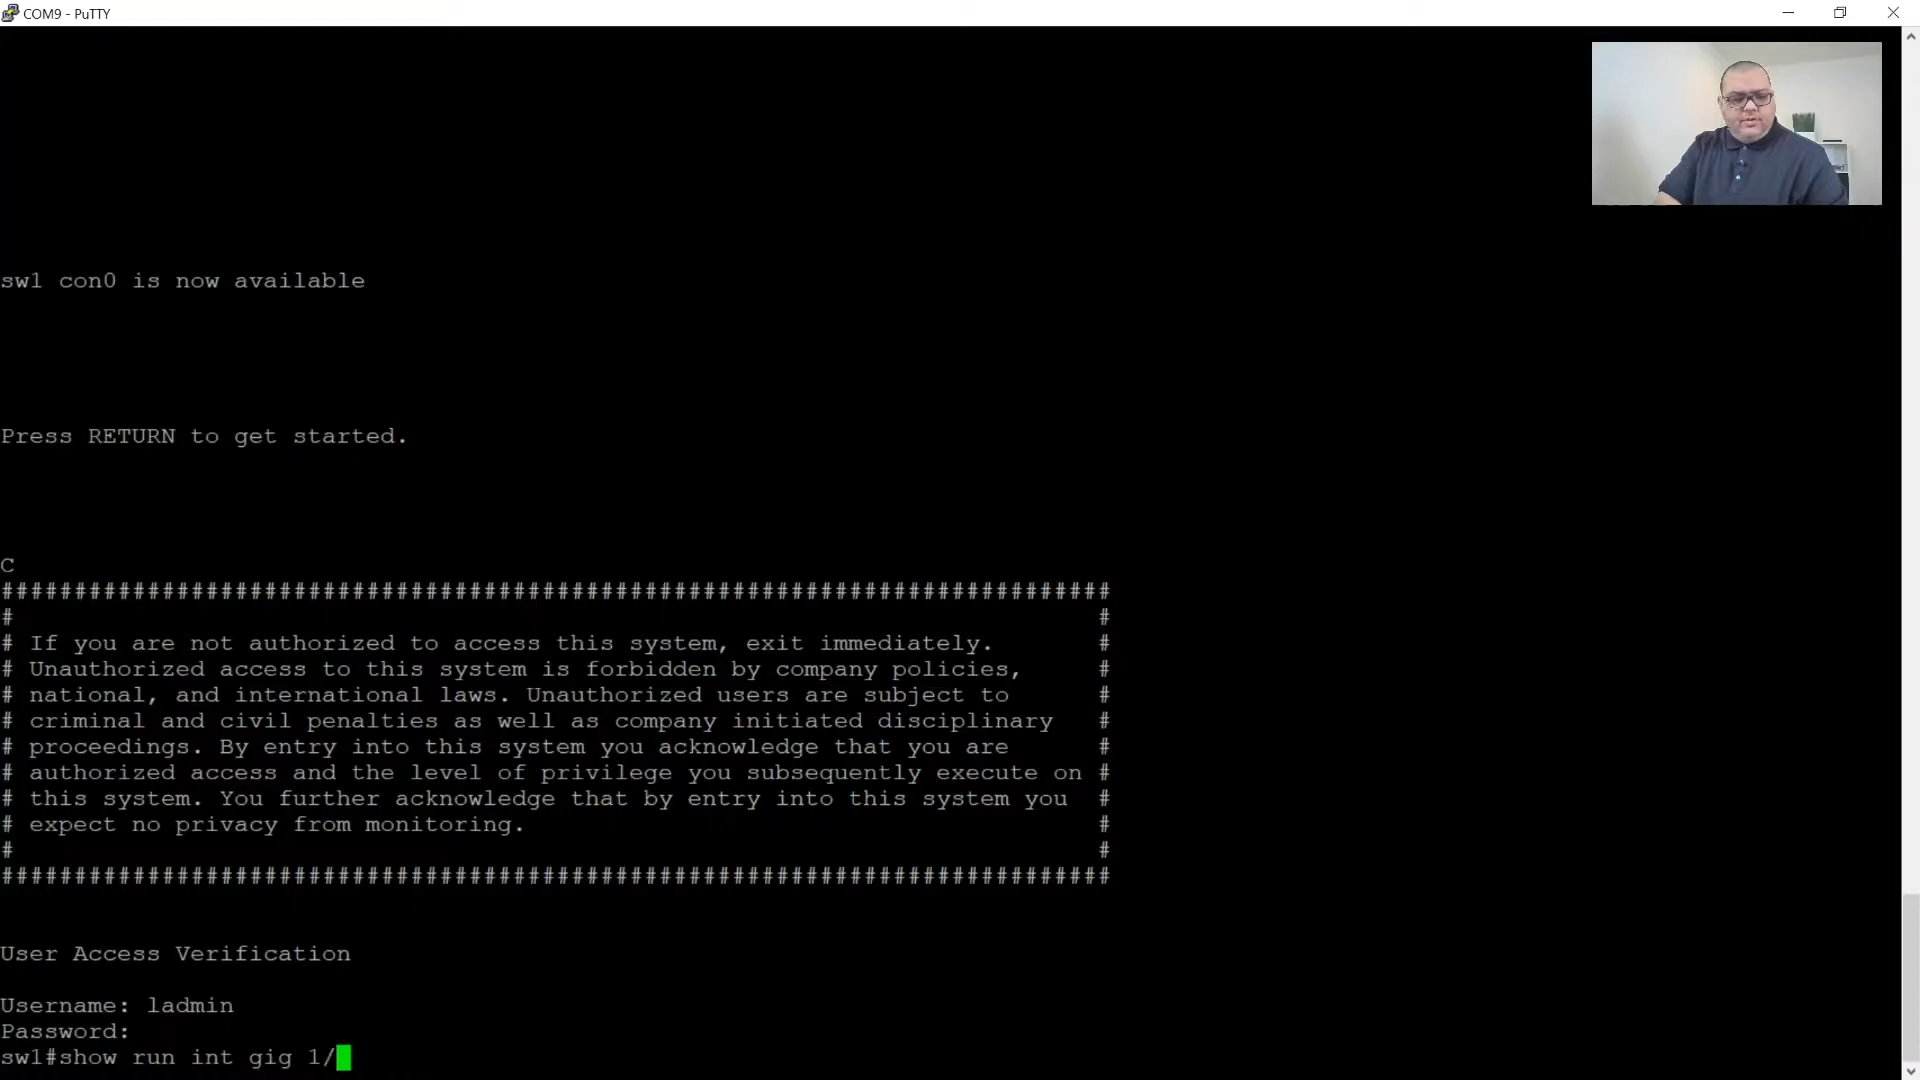 COM9 - PuTTY
sw1 con0 is now available
Press RETURN to get started.
C
############################################################################
#                                                                          #
# If you are not authorized to access this system, exit immediately.       #
# Unauthorized access to this system is forbidden by company policies,     #
# national, and international laws. Unauthorized users are subject to      #
# criminal and civil penalties as well as company initiated disciplinary   #
# proceedings. By entry into this system you acknowledge that you are      #
# authorized access and the level of privilege you subsequently execute on #
# this system. You further acknowledge that by entry into this system you  #
# expect no privacy from monitoring.                                       #
#                                                                          #
############################################################################
User Access Verification
Username: ladmin
Password:
sw1#show run int gig 1/